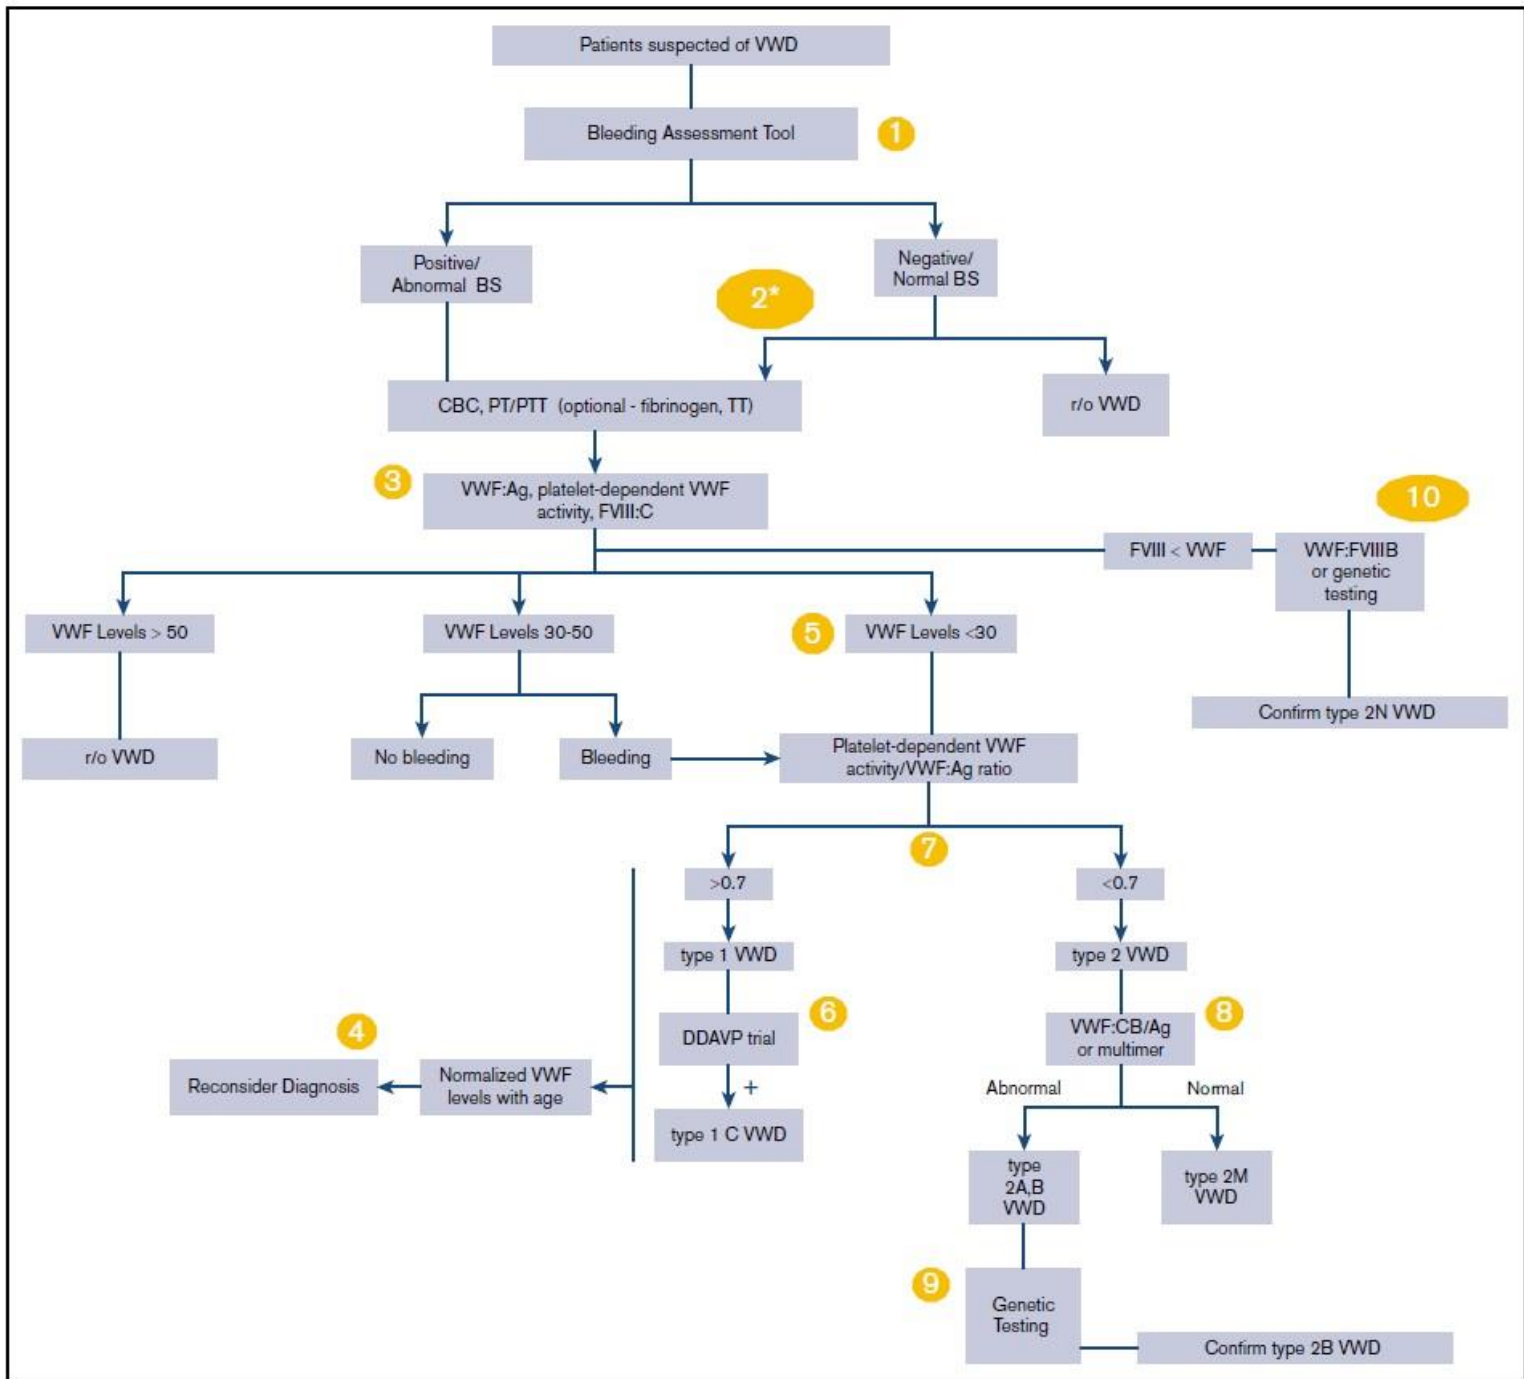 Patients suspected of VWD
Bleeding Assessment Tool
1
Positive/
Abnormal BS
Negative/
Normal BS
2*
CBC, PT/PTT (optional - fibrinogen, TT)
r/o VWD
3
VWF:Ag, platelet-dependent VWF
activity, FVIII:C
10
FVIII < VWF
VWF:FVIIIB
or genetic
testing
VWF Levels > 50
VWF Levels 30-50
5
VWF Levels <30
Confirm type 2N VWD
r/o VWD
No bleeding
Bleeding
Platelet-dependent VWF
activity/VWF:Ag ratio
7
>0.7
<0.7
type 1 VWD
type 2 VWD
6
DDAVP trial
8
VWF:CB/Ag
or multimer
4
Reconsider Diagnosis
Normalized VWF
levels with age
+
Abnormal
Normal
type 1 C VWD
type
2A,B
VWD
type 2M
VWD
9
Genetic
Testing
Confirm type 2B VWD